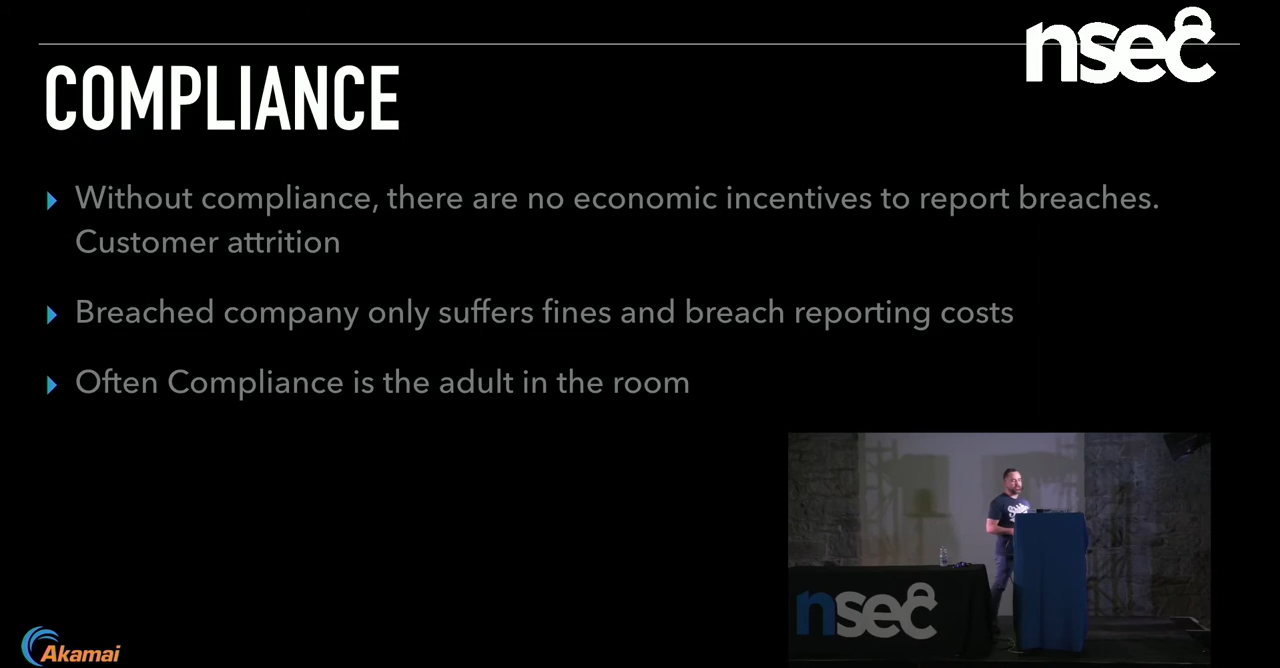 nsec
COMPLIANCE
Without compliance, there are no economic incentives to report breaches.
Customer attrition
Breached company only suffers fines and breach reporting costs
Often Compliance is the adult in the room
nsec
Akamai